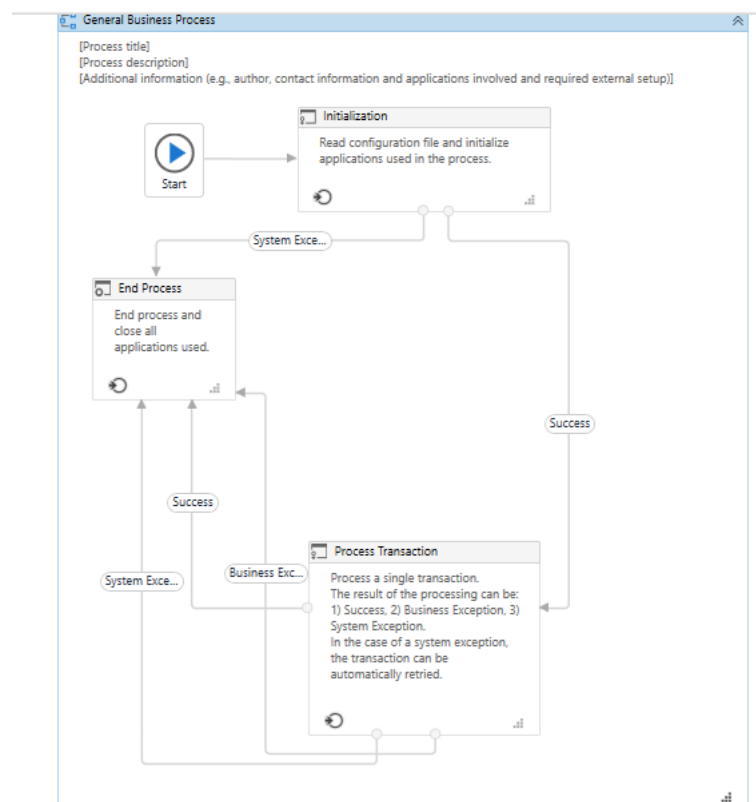 General Business Process
[Process title]
[Process description]
[Additional information (e.g., author, contact information and applications involved and required external setup)]
Initialization
Read configuration file and initialize
applications used in the process.
Start
System Exce...
End Process
End process and
close all
applications used.
Success
Success
Process Transaction
Business Exc...
System Exce...
Process a single transaction.
The result of the processing can be:
1) Success, 2) Business Exception, 3)
System Exception.
In the case of a system exception,
the transaction can be
automatically retried.